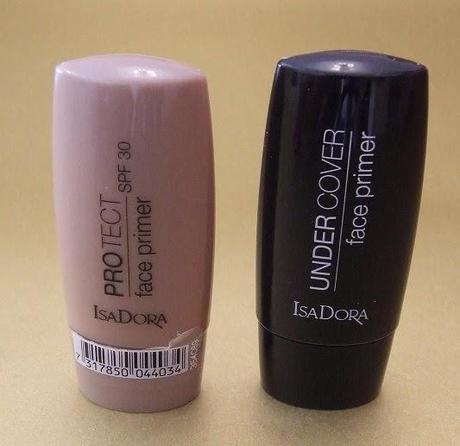 PROTECT SPF 30
face primer
ISADORA
7 317850 044034
UNDER COVER
face primer
ISADORA